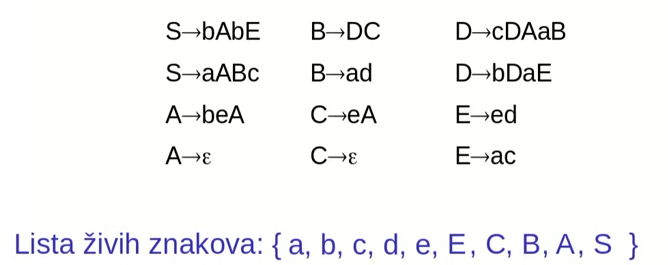 S→bAbE B→DC D→cDAaB
S→aABc B→ad D→bDaE
A→beA C→eA E→ed
A→ε C→ε E→ac
Lista živih znakova: { a, b, c, d, e, E, C, B, A, S }